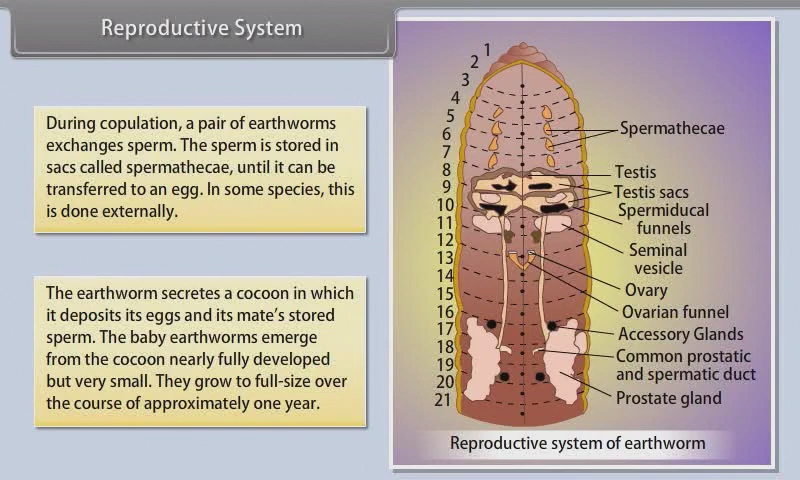 Reproductive System
During copulation, a pair of earthworms
exchanges sperm. The sperm is stored in
sacs called spermathecae, until it can be
transferred to an egg. In some species, this
is done externally.
The earthworm secretes a cocoon in which
it deposits its eggs and its mate's stored
sperm. The baby earthworms emerge
from the cocoon nearly fully developed
but very small. They grow to full-size over
the course of approximately one year.
1
2
3
4
5
6
7
8
9
10
11
12
13
14
15
16
17
18
19
20
21
Spermathecae
Testis
Testis sacs
Spermiducal
funnels
Seminal
vesicle
Ovary
Ovarian funnel
Accessory Glands
Common prostatic
and spermatic duct
Prostate gland
Reproductive system of earthworm